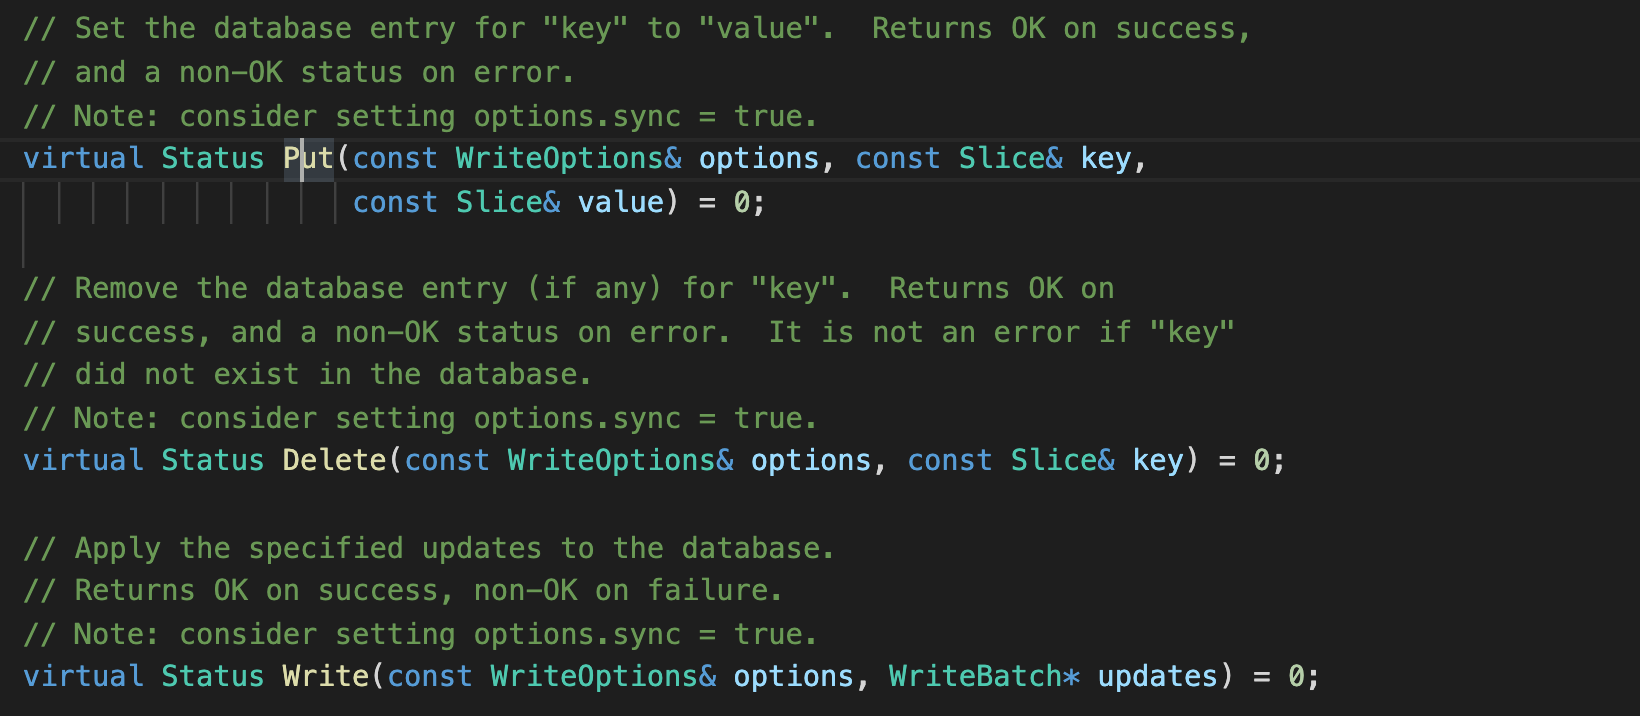 // Set the database entry for "key" to "value".  Returns OK on success,
// and a non-OK status on error.
// Note: consider setting options.sync = true.
virtual Status Put(const WriteOptions& options, const Slice& key,
                   const Slice& value) = 0;

// Remove the database entry (if any) for "key".  Returns OK on
// success, and a non-OK status on error.  It is not an error if "key"
// did not exist in the database.
// Note: consider setting options.sync = true.
virtual Status Delete(const WriteOptions& options, const Slice& key) = 0;

// Apply the specified updates to the database.
// Returns OK on success, non-OK on failure.
// Note: consider setting options.sync = true.
virtual Status Write(const WriteOptions& options, WriteBatch* updates) = 0;